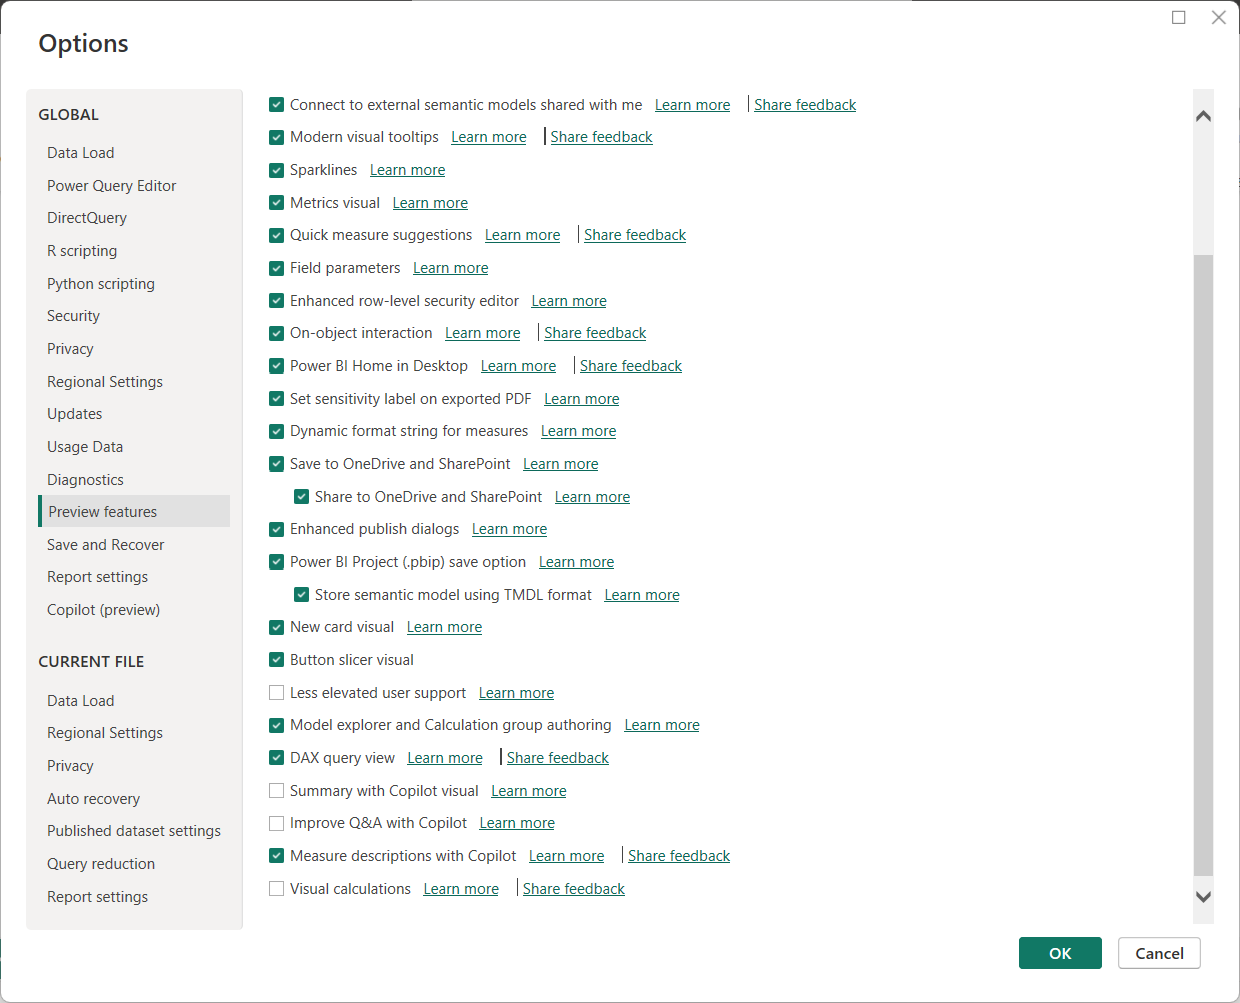 Options
GLOBAL
Data Load
Power Query Editor
DirectQuery
R scripting
Python scripting
Security
Privacy
Regional Settings
Updates
Usage Data
Diagnostics
Preview features
Save and Recover
Report settings
Copilot (preview)
CURRENT FILE
Data Load
Regional Settings
Privacy
Auto recovery
Published dataset settings
Query reduction
Report settings
Connect to external semantic models shared with me Learn more | Share feedback
Modern visual tooltips Learn more | Share feedback
Sparklines Learn more
Metrics visual Learn more
Quick measure suggestions Learn more | Share feedback
Field parameters Learn more
Enhanced row-level security editor Learn more
On-object interaction Learn more | Share feedback
Power BI Home in Desktop Learn more | Share feedback
Set sensitivity label on exported PDF Learn more
Dynamic format string for measures Learn more
Save to OneDrive and SharePoint Learn more
Share to OneDrive and SharePoint Learn more
Enhanced publish dialogs Learn more
Power BI Project (.pbip) save option Learn more
Store semantic model using TMDL format Learn more
New card visual Learn more
Button slicer visual
Less elevated user support Learn more
Model explorer and Calculation group authoring Learn more
DAX query view Learn more | Share feedback
Summary with Copilot visual Learn more
Improve Q&A with Copilot Learn more
Measure descriptions with Copilot Learn more | Share feedback
Visual calculations Learn more | Share feedback
OK Cancel